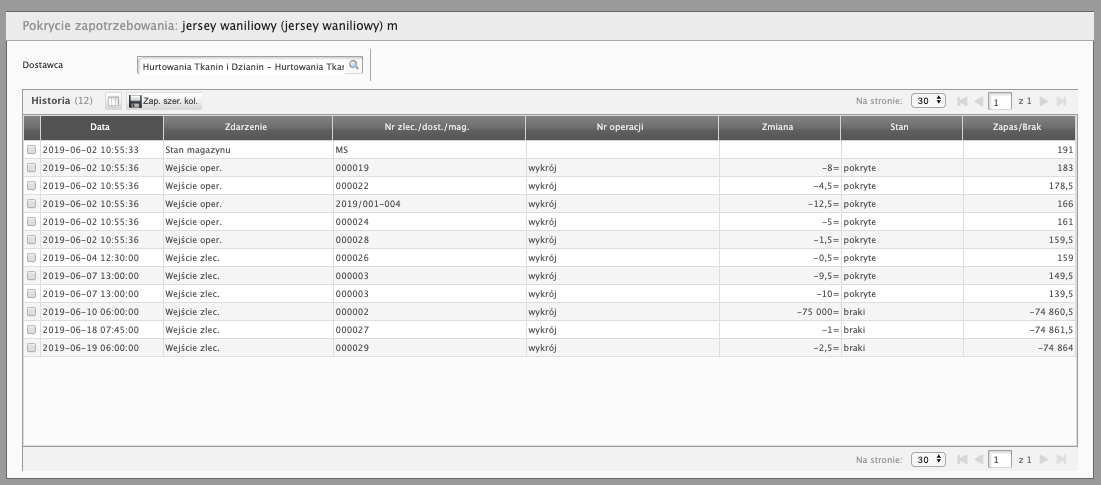 Pokrycie zapotrzebowania: jersey waniliowy (jersey waniliowy) m
Dostawca Hurtowania Tkanin i Dzianin - Hurtowania Tkan
Historia (12) Zap. szer. kol. Na stronie: 30 1 z 1
Data Zdarzenie Nr zlec./dost./mag. Nr operacji Zmiana Stan Zapas/Brak
2019-06-02 10:55:33 Stan magazynu MS 191
2019-06-02 10:55:36 Wejście oper. 000019 wykrój -8= pokryte 183
2019-06-02 10:55:36 Wejście oper. 000022 wykrój -4,5= pokryte 178,5
2019-06-02 10:55:36 Wejście oper. 2019/001-004 wykrój -12,5= pokryte 166
2019-06-02 10:55:36 Wejście oper. 000024 wykrój -5= pokryte 161
2019-06-02 10:55:36 Wejście oper. 000028 wykrój -1,5= pokryte 159,5
2019-06-04 12:30:00 Wejście zlec. 000026 wykrój -0,5= pokryte 159
2019-06-07 13:00:00 Wejście zlec. 000003 wykrój -9,5= pokryte 149,5
2019-06-07 13:00:00 Wejście zlec. 000003 wykrój -10= pokryte 139,5
2019-06-10 06:00:00 Wejście zlec. 000002 wykrój -75 000= braki -74 860,5
2019-06-18 07:45:00 Wejście zlec. 000027 wykrój -1= braki -74 861,5
2019-06-19 06:00:00 Wejście zlec. 000029 wykrój -2,5= braki -74 864
Na stronie: 30 1 z 1